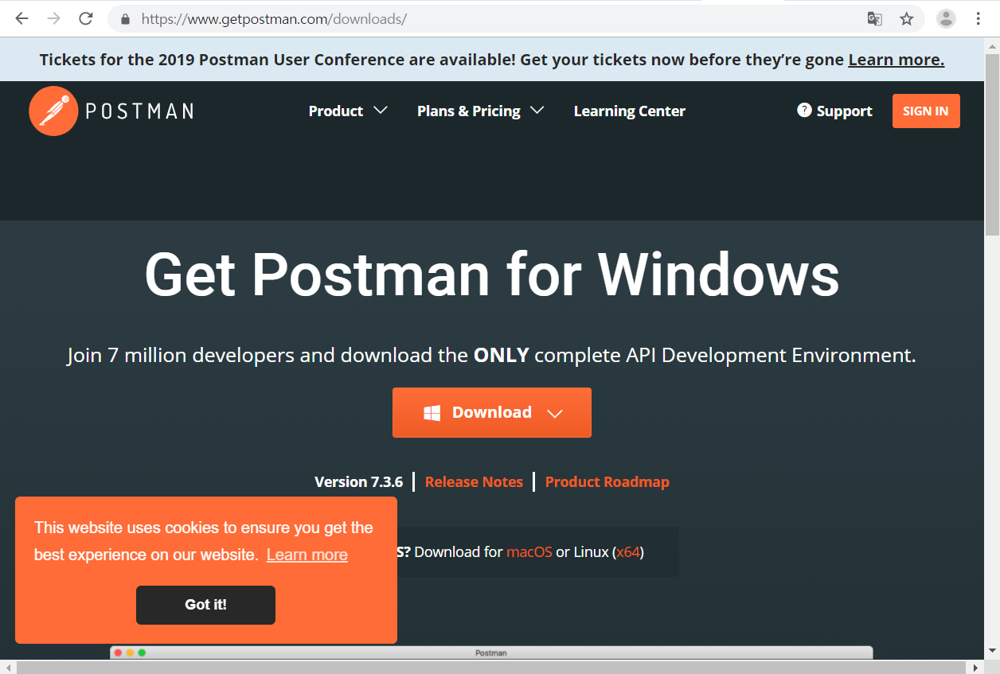 https://www.getpostman.com/downloads/
Tickets for the 2019 Postman User Conference are available! Get your tickets now before they’re gone Learn more.
POSTMAN
Product
Plans & Pricing
Learning Center
? Support
SIGN IN
Get Postman for Windows
Join 7 million developers and download the ONLY complete API Development Environment.
Download
Version 7.3.6
Release Notes
Product Roadmap
S? Download for macOS or Linux (x64)
This website uses cookies to ensure you get the
best experience on our website. Learn more
Got it!
Postman